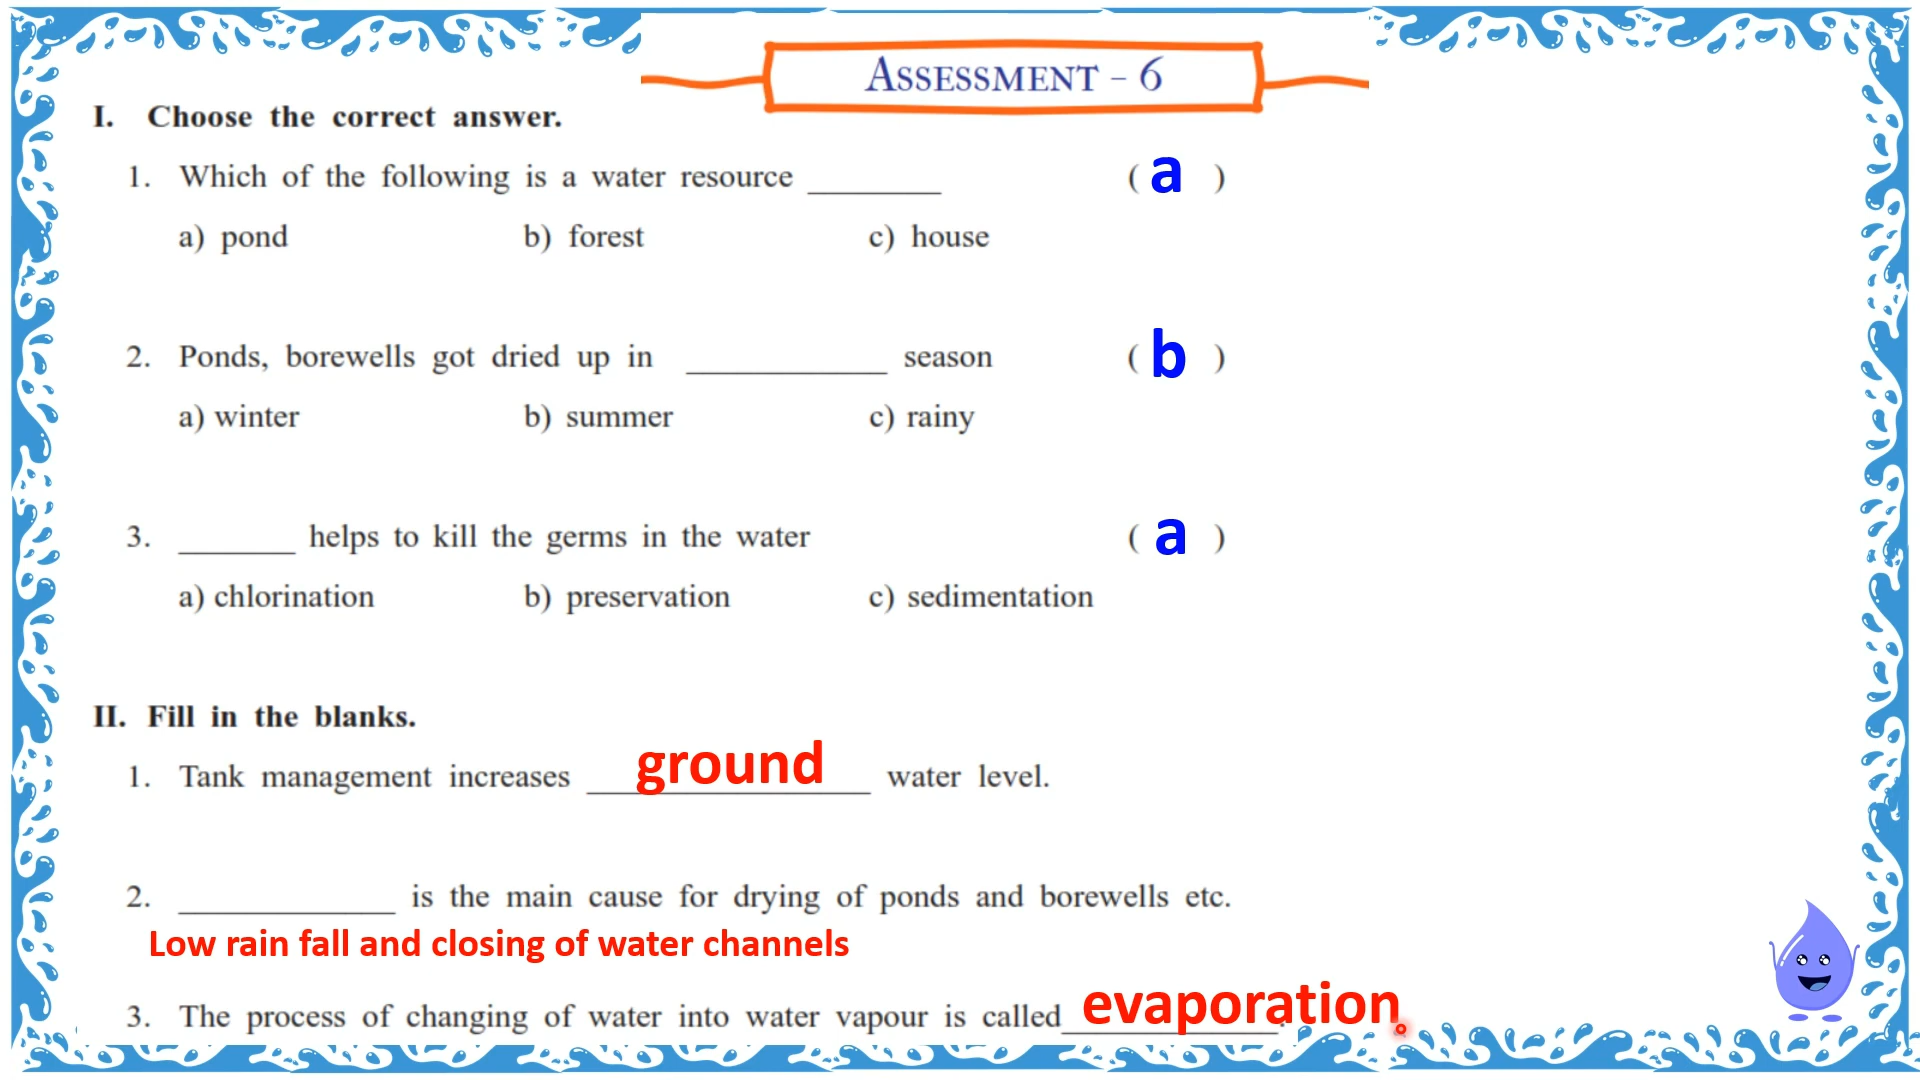 ASSESSMENT – 6
I. Choose the correct answer.
1. Which of the following is a water resource ________ ( a )
a) pond b) forest c) house
2. Ponds, borewells got dried up in ____________ season ( b )
a) winter b) summer c) rainy
3. _______ helps to kill the germs in the water ( a )
a) chlorination b) preservation c) sedimentation
II. Fill in the blanks.
1. Tank management increases ground water level.
2. _____________ is the main cause for drying of ponds and borewells etc.
Low rain fall and closing of water channels
3. The process of changing of water into water vapour is called evaporation.